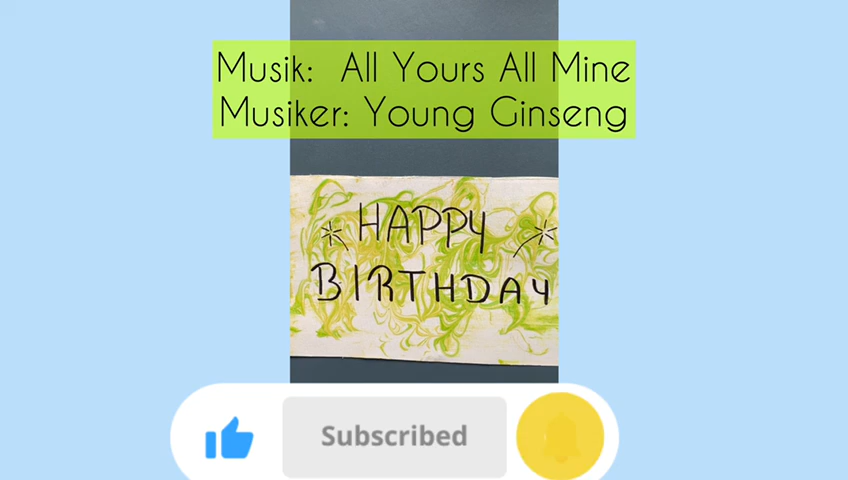 Musik: All Yours All Mine
Musiker: Young Ginseng
HAPPY
BIRTHDAY
Subscribed